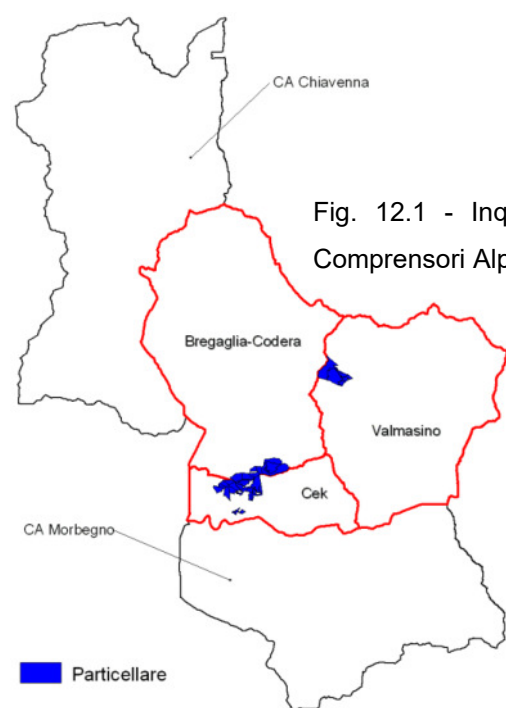 CA Chiavenna
Fig. 12.1 - Inq
Comprensori Alp
Bregaglia-Codera
Valmasino
Cek
CA Morbegno
Particellare